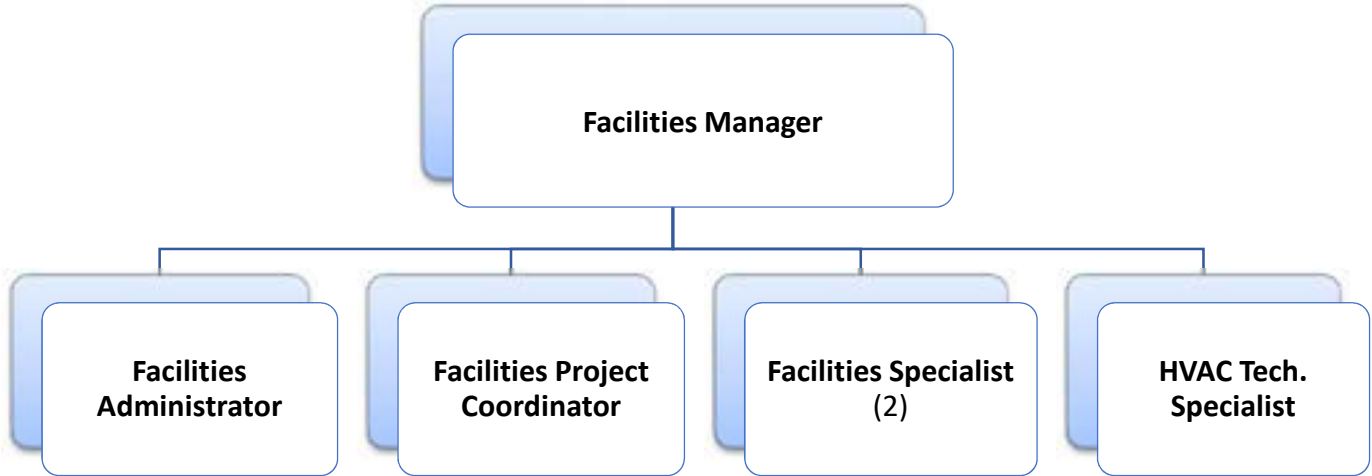 Facilities Manager
Facilities
Administrator
Facilities Project
Coordinator
Facilities Specialist
(2)
HVAC Tech.
Specialist